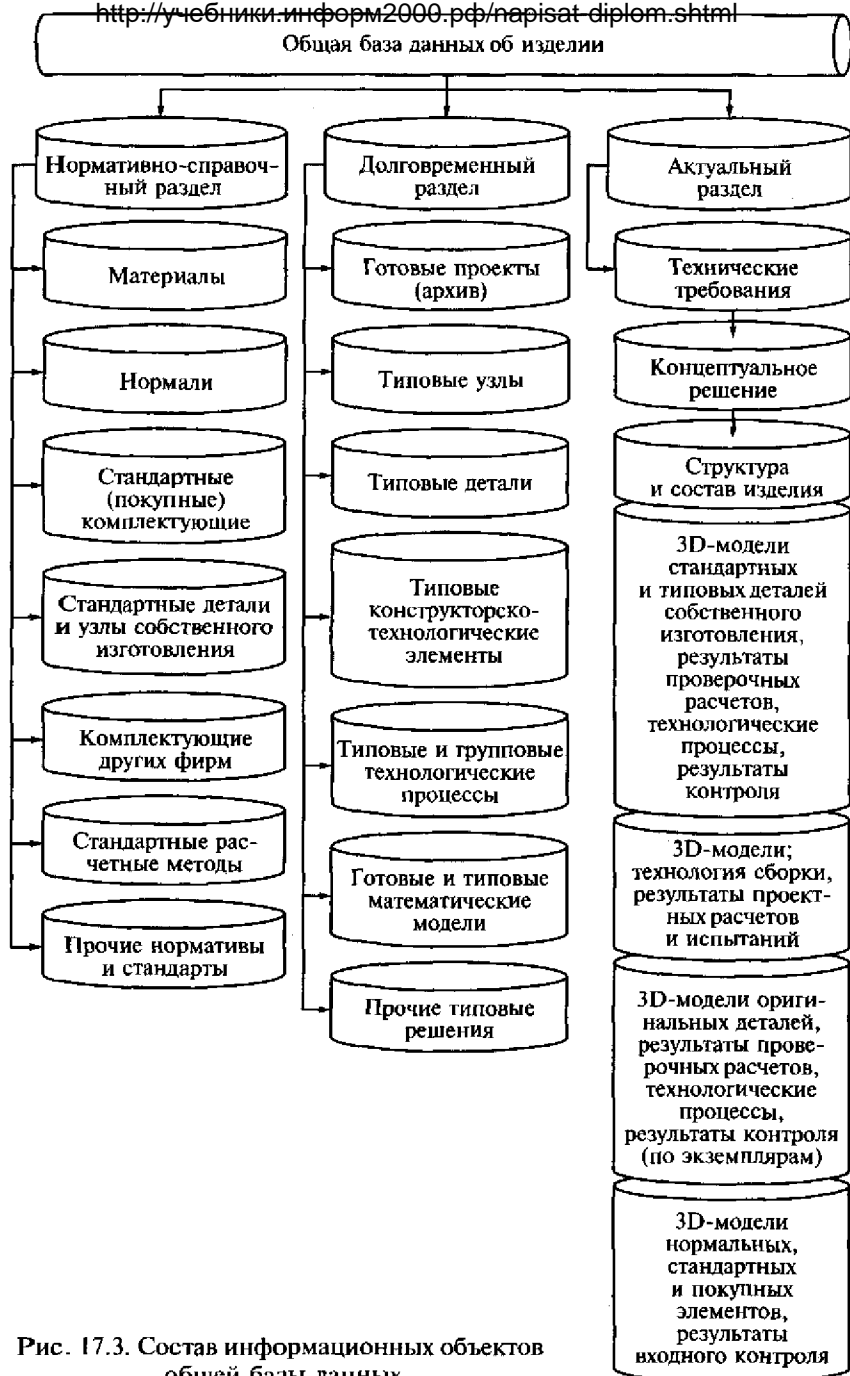 http://учебники.информ2000.рф/napisat-diplom.shtml
Общая база данных об изделии
Нормативно-справоч-
ный раздел
Материалы
Нормали
Стандартные
(покупные)
комплектующие
Стандартные детали
и узлы собственного
изготовления
Комплектующие
других фирм
Стандартные рас-
четные методы
Прочие нормативы
и стандарты
Долговременный
раздел
Готовые проекты
(архив)
Типовые узлы
Типовые детали
Типовые
конструкторско-
технологические
элементы
Типовые и групповые
технологические
процессы
Готовые и типовые
математические
модели
Прочие типовые
решения
Актуальный
раздел
Технические
требования
Концептуальное
решение
Структура
и состав изделия
3D-модели
стандартных
и типовых деталей
собственного
изготовления,
результаты
проверочных
расчетов,
технологические
процессы,
результаты
контроля
3D-модели;
технология сборки,
результаты проект-
ных расчетов
и испытаний
3D-модели ориги-
нальных деталей,
результаты прове-
рочных расчетов,
технологические
процессы,
результаты контроля
(по экземплярам)
3D-модели
нормальных,
стандартных
и покупных
элементов,
результаты
входного контроля
Рис. 17.3. Состав информационных объектов
общей базы данных